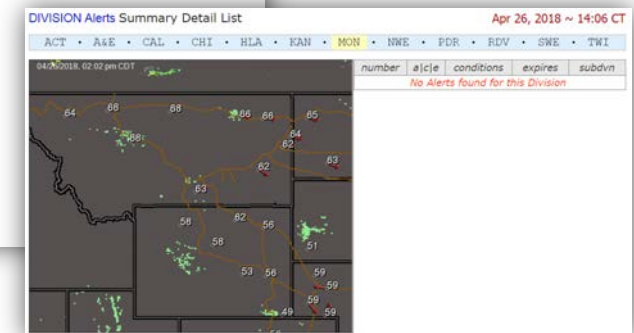 DIVISION Alerts Summary Detail List Apr 26, 2018 ~ 14:06 CT
ACT • A&E • CAL • CHI • HLA • KAN • MON • NWE • PDR • RDV • SWE • TWI
04/26/2018, 02:02 pm CDT
number a|c|e conditions expires subdvn
No Alerts found for this Division
64 66 68 66 66 65
68 64
62
62 63
63
58 62 56
58 51
53 56 59
59
59
49 59